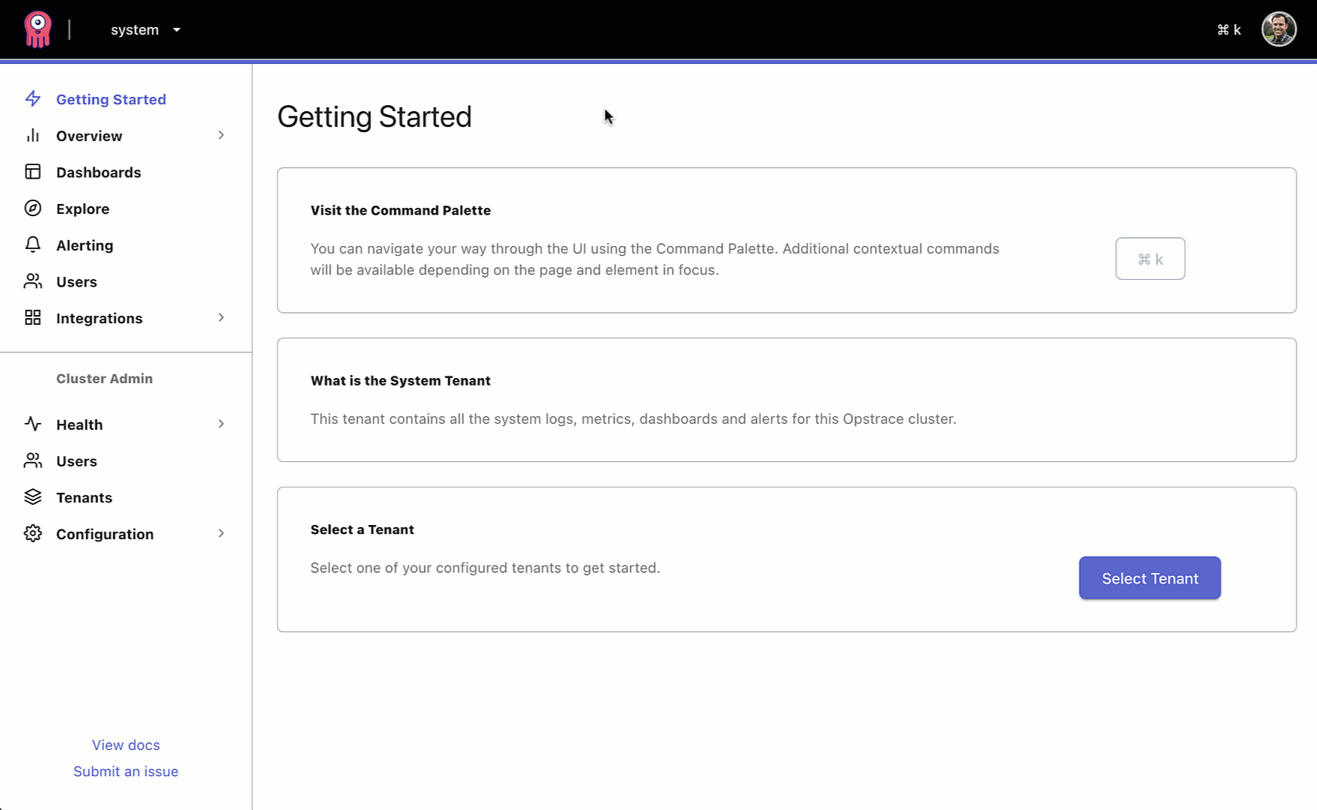 system
⌘ k
Getting Started
Overview
Dashboards
Explore
Alerting
Users
Integrations
Cluster Admin
Health
Users
Tenants
Configuration
View docs
Submit an issue
Getting Started
Visit the Command Palette
You can navigate your way through the UI using the Command Palette. Additional contextual commands
will be available depending on the page and element in focus.
⌘ k
What is the System Tenant
This tenant contains all the system logs, metrics, dashboards and alerts for this Opstrace cluster.
Select a Tenant
Select one of your configured tenants to get started.
Select Tenant